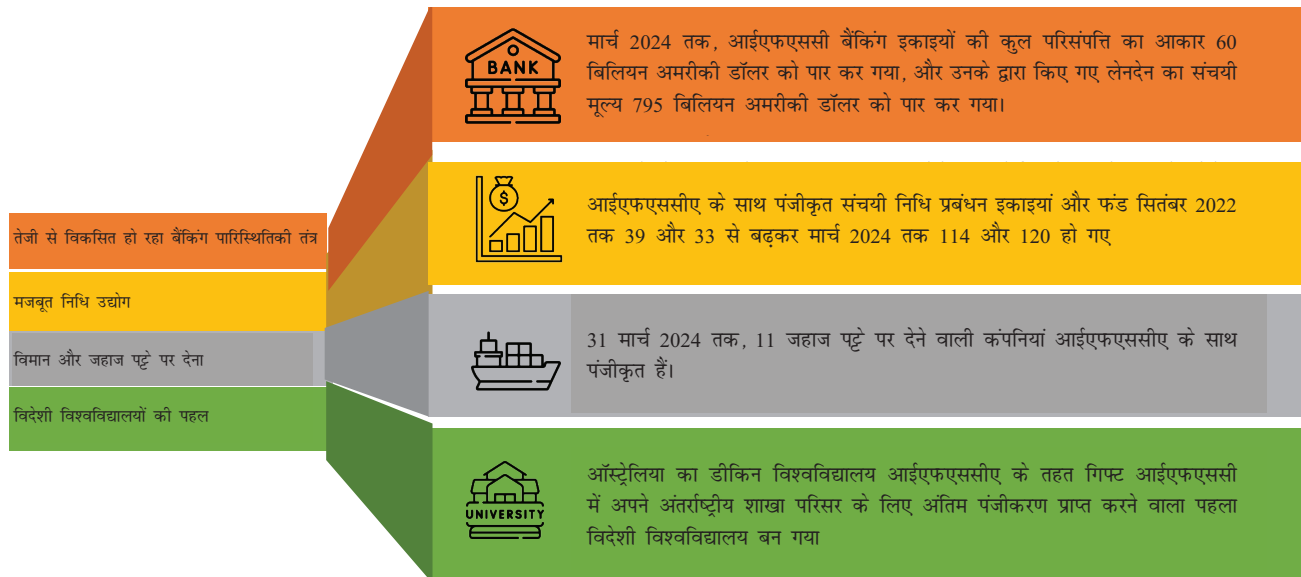 तेजी से विकसित हो रहा बैंकिंग पारिस्थितिकी तंत्र
मजबूत निधि उद्योग
विमान और जहाज पट्टे पर देना
विदेशी विश्वविद्यालयों की पहल
BANK
मार्च 2024 तक, आईएफएससी बैंकिंग इकाइयों की कुल परिसंपत्ति का आकार 60
बिलियन अमरीकी डॉलर को पार कर गया, और उनके द्वारा किए गए लेनदेन का संचयी
मूल्य 795 बिलियन अमरीकी डॉलर को पार कर गया।
$
आईएफएससीए के साथ पंजीकृत संचयी निधि प्रबंधन इकाइयां और फंड सितंबर 2022
तक 39 और 33 से बढ़कर मार्च 2024 तक 114 और 120 हो गए
31 मार्च 2024 तक, 11 जहाज पट्टे पर देने वाली कंपनियां आईएफएससीए के साथ
पंजीकृत हैं।
UNIVERSITY
ऑस्ट्रेलिया का डीकिन विश्वविद्यालय आईएफएससीए के तहत गिफ्ट आईएफएससी
में अपने अंतर्राष्ट्रीय शाखा परिसर के लिए अंतिम पंजीकरण प्राप्त करने वाला पहला
विदेशी विश्वविद्यालय बन गया